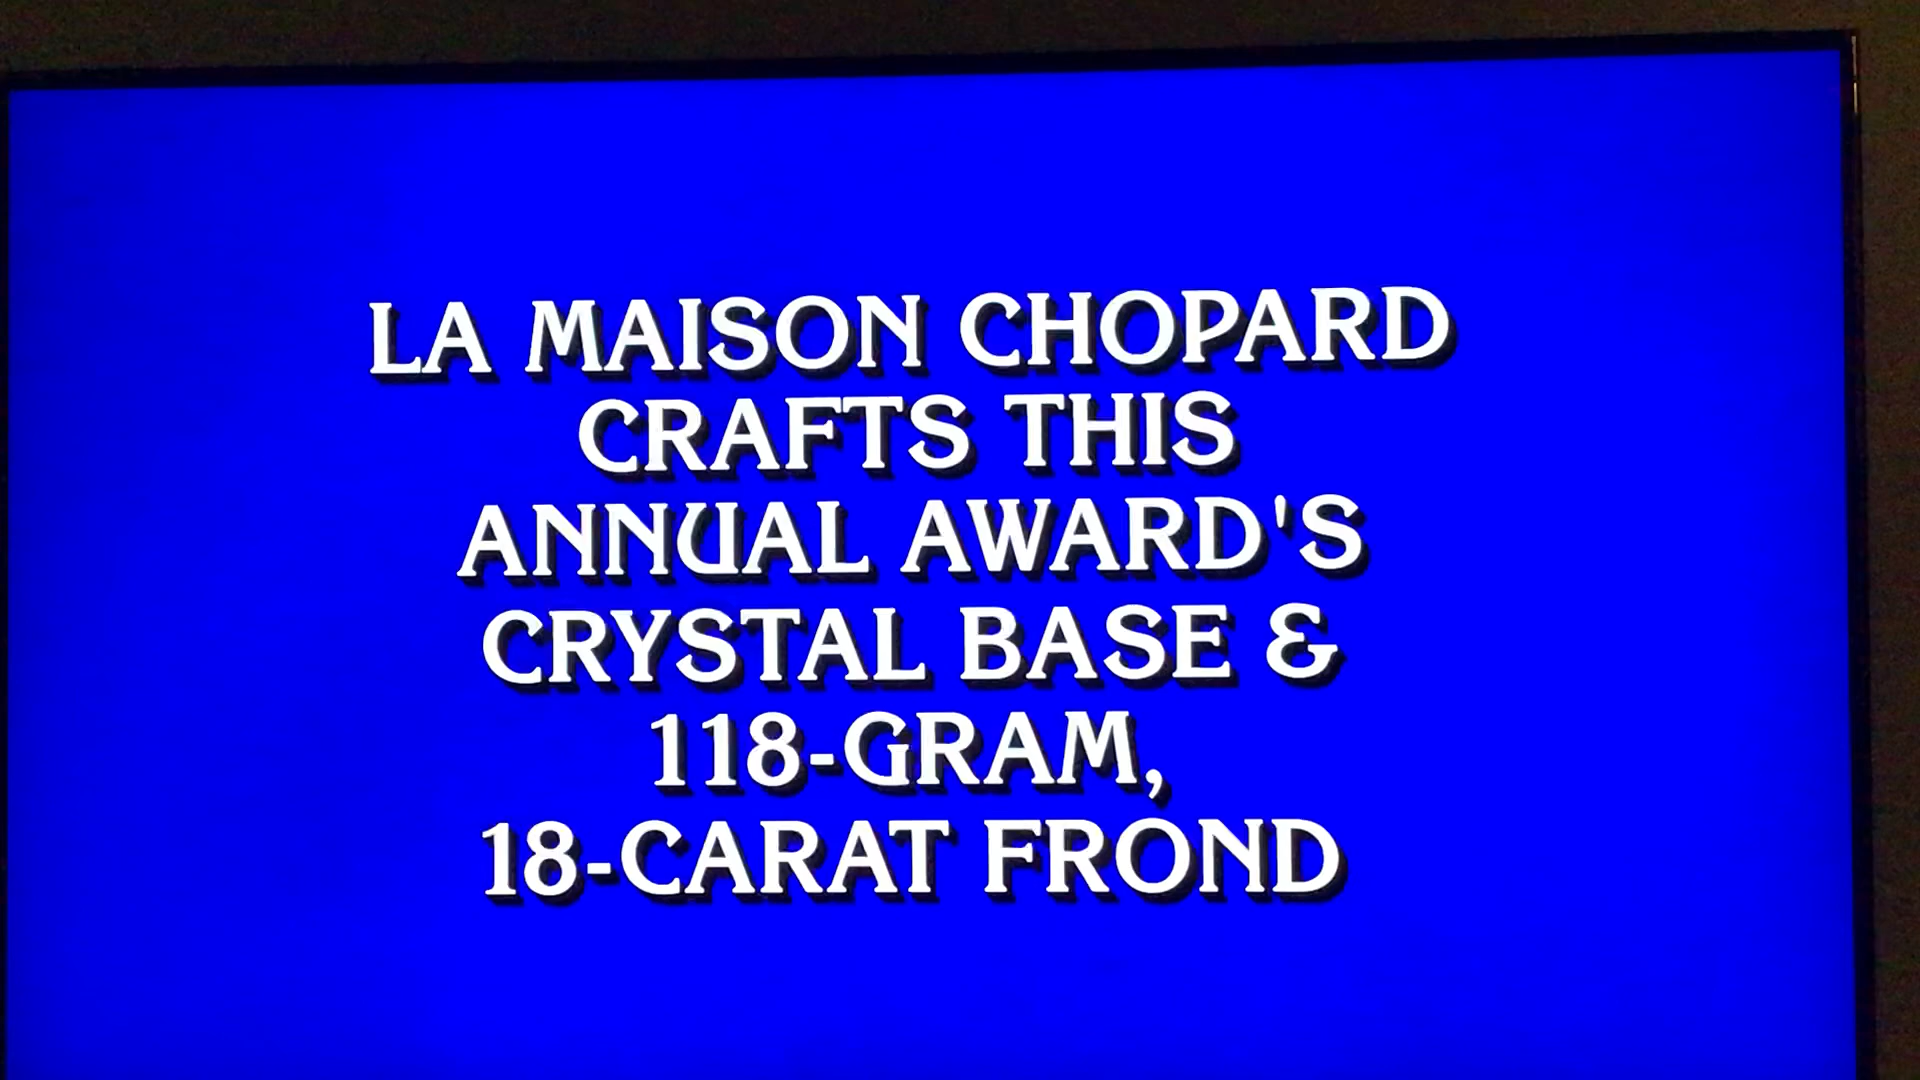 LA MAISON CHOPARD
CRAFTS THIS
ANNUAL AWARD'S
CRYSTAL BASE &
118-GRAM,
18-CARAT FROND